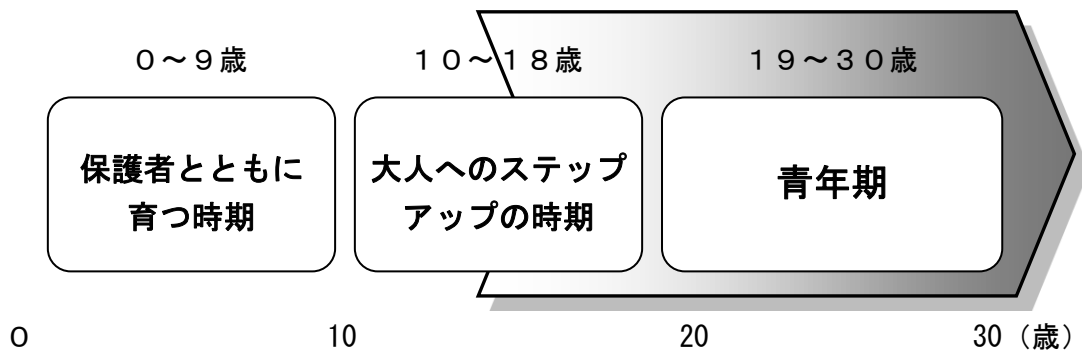 ０～９歳
１０～１８歳
１９～３０歳
保護者とともに
育つ時期
大人へのステップ
アップの時期
青年期
0 10 20 30（歳）